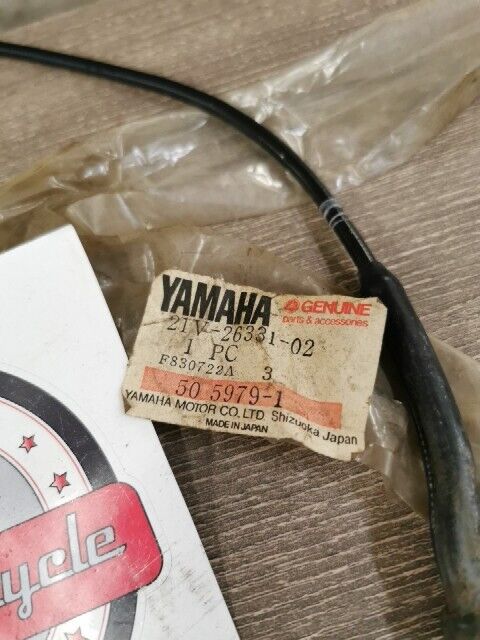 YAMAHA GENUINE
parts & accessories
21V-26331-02
1 PC
F830722A 3
50 5979-1
YAMAHA MOTOR CO. LTD Shizuoka Japan
MADE IN JAPAN
ycle